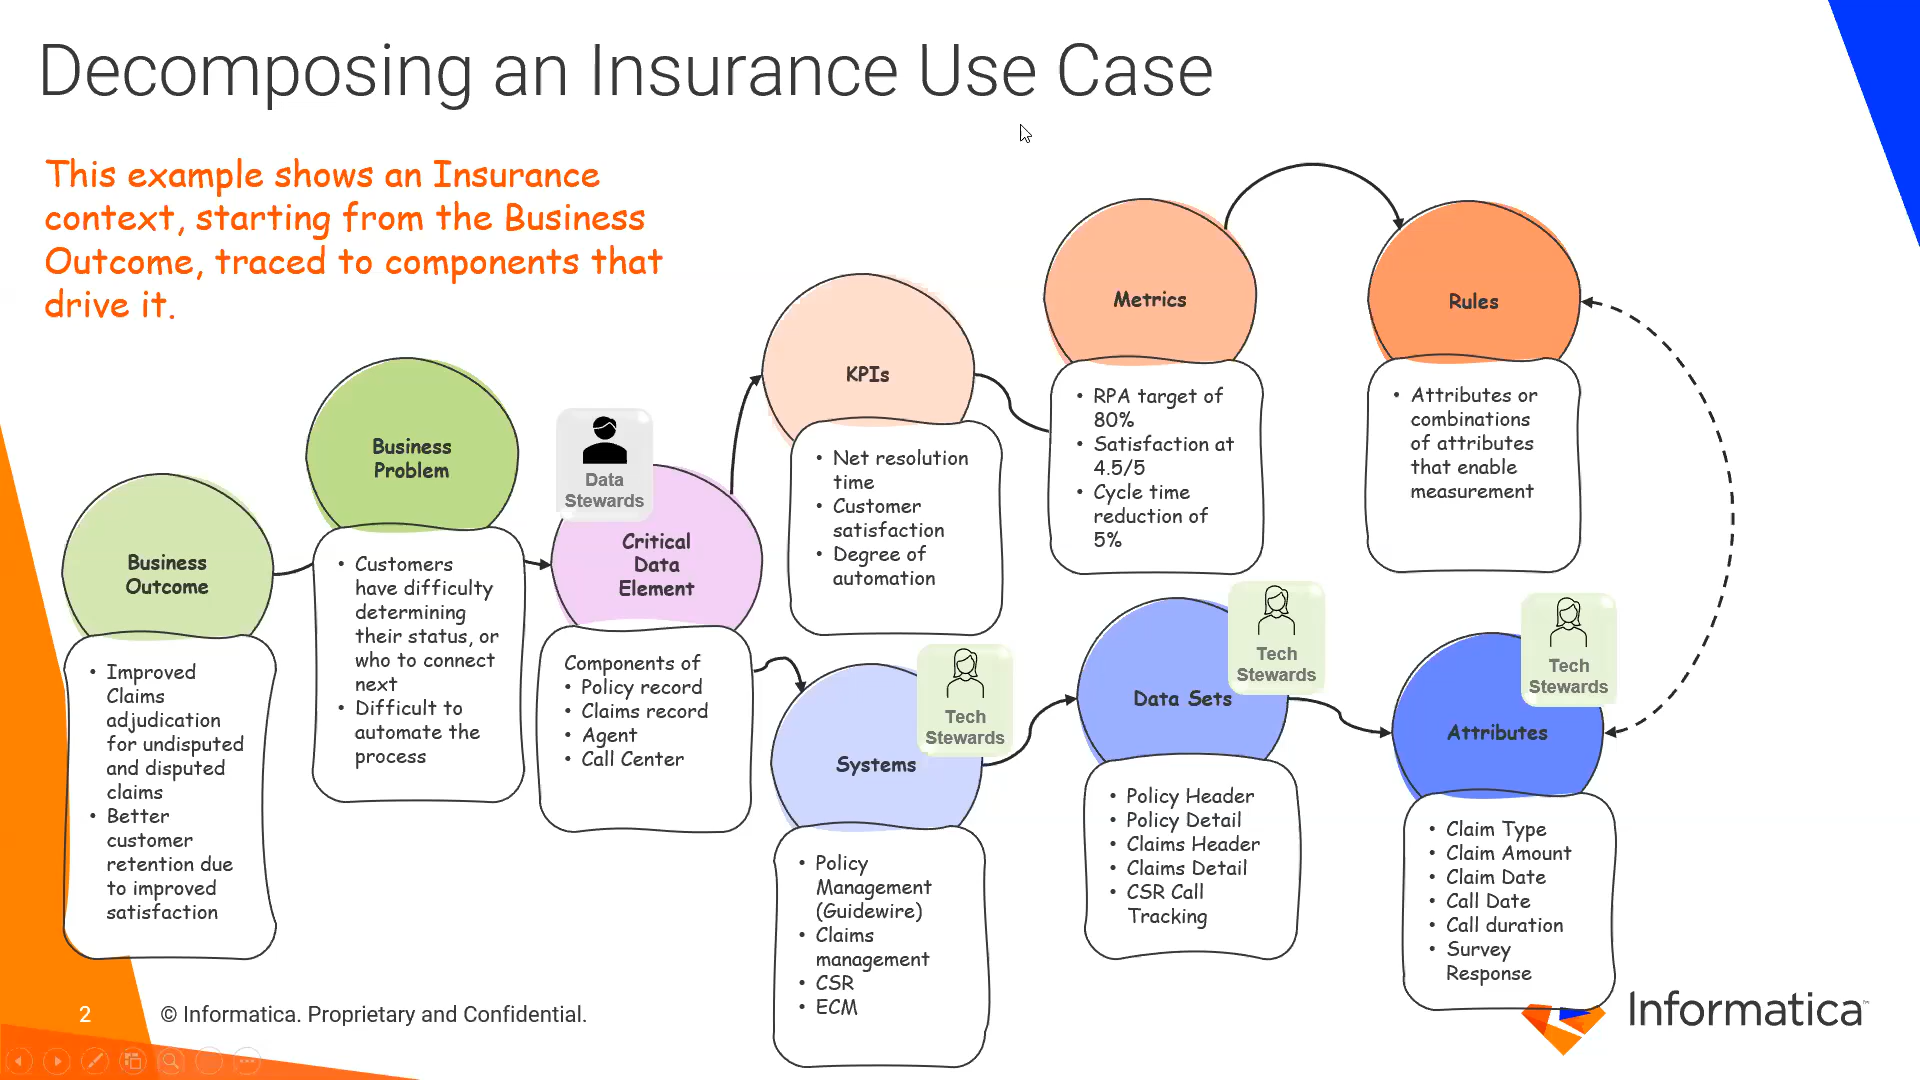 Decomposing an Insurance Use Case
This example shows an Insurance
context, starting from the Business
Outcome, traced to components that
drive it.
Business
Outcome
• Improved
Claims
adjudication
for undisputed
and disputed
claims
• Better
customer
retention due
to improved
satisfaction
Business
Problem
• Customers
have difficulty
determining
their status, or
who to connect
next
• Difficult to
automate the
process
Data
Stewards
Critical
Data
Element
Components of
• Policy record
• Claims record
• Agent
• Call Center
KPIs
• Net resolution
time
• Customer
satisfaction
• Degree of
automation
Metrics
• RPA target of
80%
• Satisfaction at
4.5/5
• Cycle time
reduction of
5%
Rules
• Attributes or
combinations
of attributes
that enable
measurement
Tech
Stewards
Systems
• Policy
Management
(Guidewire)
• Claims
management
• CSR
• ECM
Tech
Stewards
Data Sets
• Policy Header
• Policy Detail
• Claims Header
• Claims Detail
• CSR Call
Tracking
Tech
Stewards
Attributes
• Claim Type
• Claim Amount
• Claim Date
• Call Date
• Call duration
• Survey
Response
2
© Informatica. Proprietary and Confidential.
Informatica™